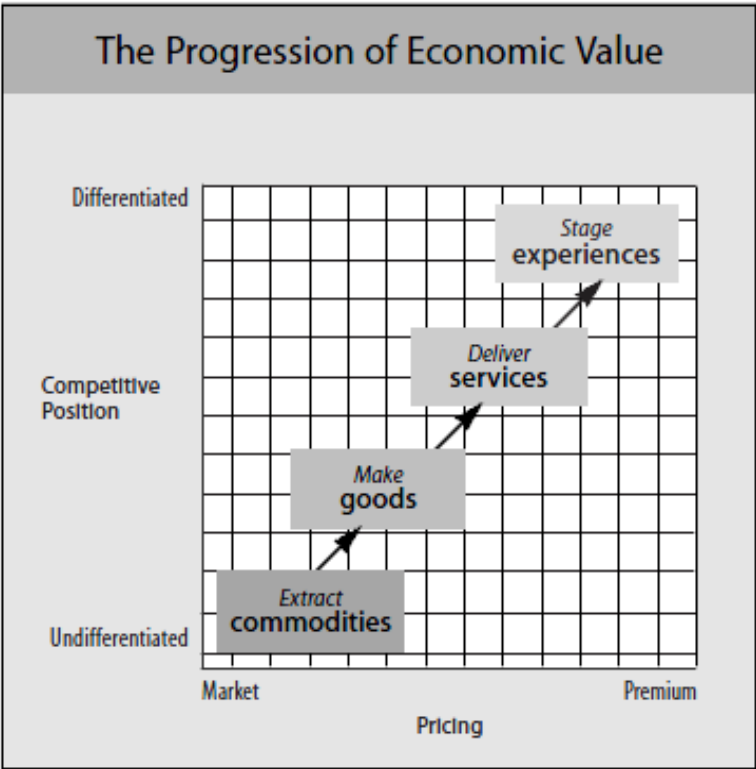 The Progression of Economic Value
Differentiated
Stage
experiences
Deliver
services
Competitive
Position
Make
goods
Extract
commodities
Undifferentiated
Market
Premium
Pricing